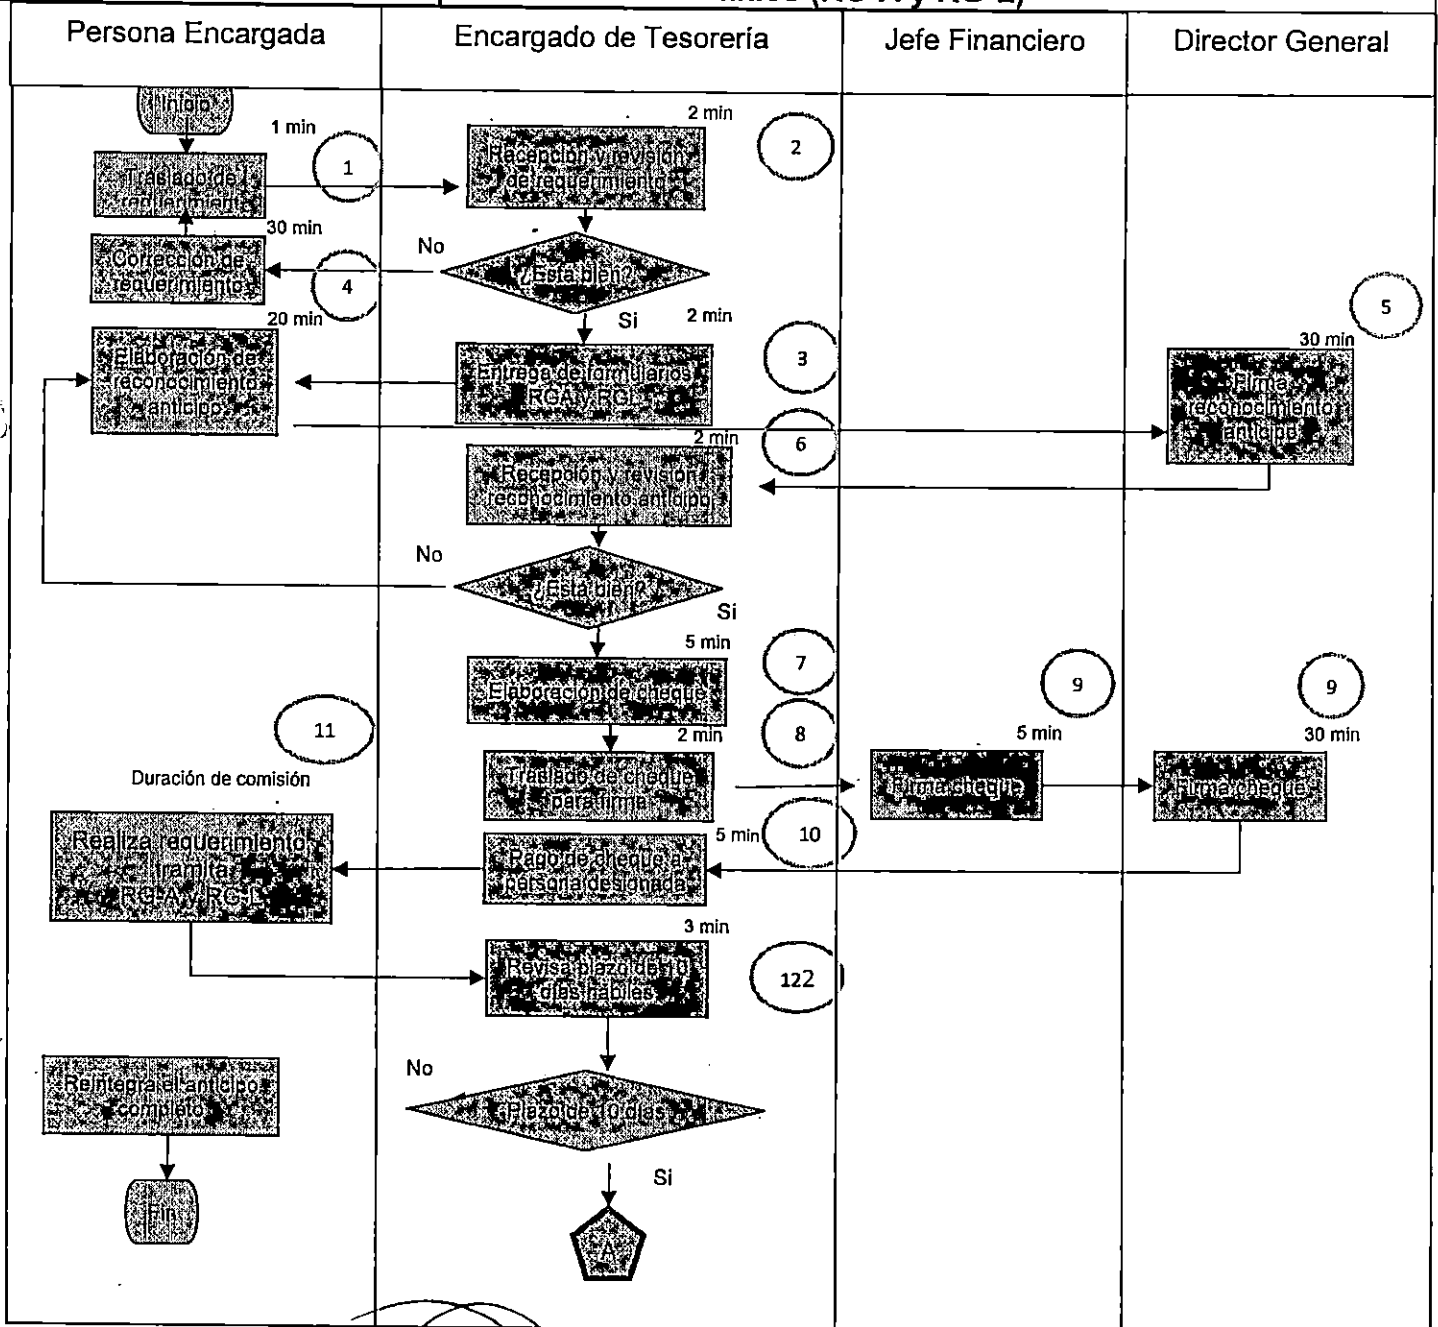 (RG-A y RG-L)
Persona Encargada
Encargado de Tesorería
Jefe Financiero
Director General
Inicio
1 min
1
Traslado de
requerimiento
2 min
2
Recepción y revisión
de requerimiento
30 min
4
Corrección de
requerimiento
No
¿Esta bien?
Si
20 min
Elaboración de
reconocimiento
anticipo
2 min
3
Entrega de formularios
RGA y RGL
5
30 min
Firma
reconocimiento
anticipo
2 min
6
Recepción y revisión
reconocimiento anticipo
No
¿Esta bien?
Si
5 min
7
Elaboración de cheque
2 min
8
Traslado de cheque
para firma
9
5 min
Firma cheque
9
30 min
Firma cheque
5 min
10
Pago de cheque a
persona designada
11
Duración de comisión
Realiza requerimiento
tramita
RG-A y RG-L
3 min
122
Revisa plazo de 10
días hábiles
No
Plazo de 10 días
Si
A
Reintegra el anticipo
completo
Fin